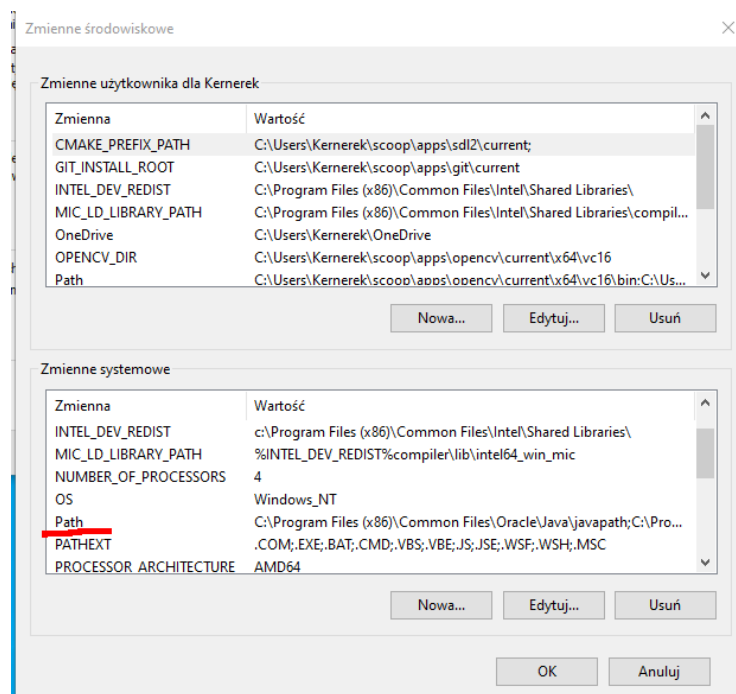 Zmienne środowiskowe
Zmienne użytkownika dla Kernerek
Zmienna Wartość
CMAKE_PREFIX_PATH C:\Users\Kernerek\scoop\apps\sdl2\current;
GIT_INSTALL_ROOT C:\Users\Kernerek\scoop\apps\git\current
INTEL_DEV_REDIST C:\Program Files (x86)\Common Files\Intel\Shared Libraries\
MIC_LD_LIBRARY_PATH C:\Program Files (x86)\Common Files\Intel\Shared Libraries\compil...
OneDrive C:\Users\Kernerek\OneDrive
OPENCV_DIR C:\Users\Kernerek\scoop\apps\opencv\current\x64\vc16
Path C:\Users\Kernerek\scoop\apps\opencv\current\x64\vc16\bin;C:\Us...
Nowa... Edytuj... Usuń
Zmienne systemowe
Zmienna Wartość
INTEL_DEV_REDIST c:\Program Files (x86)\Common Files\Intel\Shared Libraries\
MIC_LD_LIBRARY_PATH %INTEL_DEV_REDIST%compiler\lib\intel64_win_mic
NUMBER_OF_PROCESSORS 4
OS Windows_NT
Path C:\Program Files (x86)\Common Files\Oracle\Java\javapath;C:\Pro...
PATHEXT .COM;.EXE;.BAT;.CMD;.VBS;.VBE;.JS;.JSE;.WSF;.WSH;.MSC
PROCESSOR_ARCHITECTURE AMD64
Nowa... Edytuj... Usuń
OK Anuluj